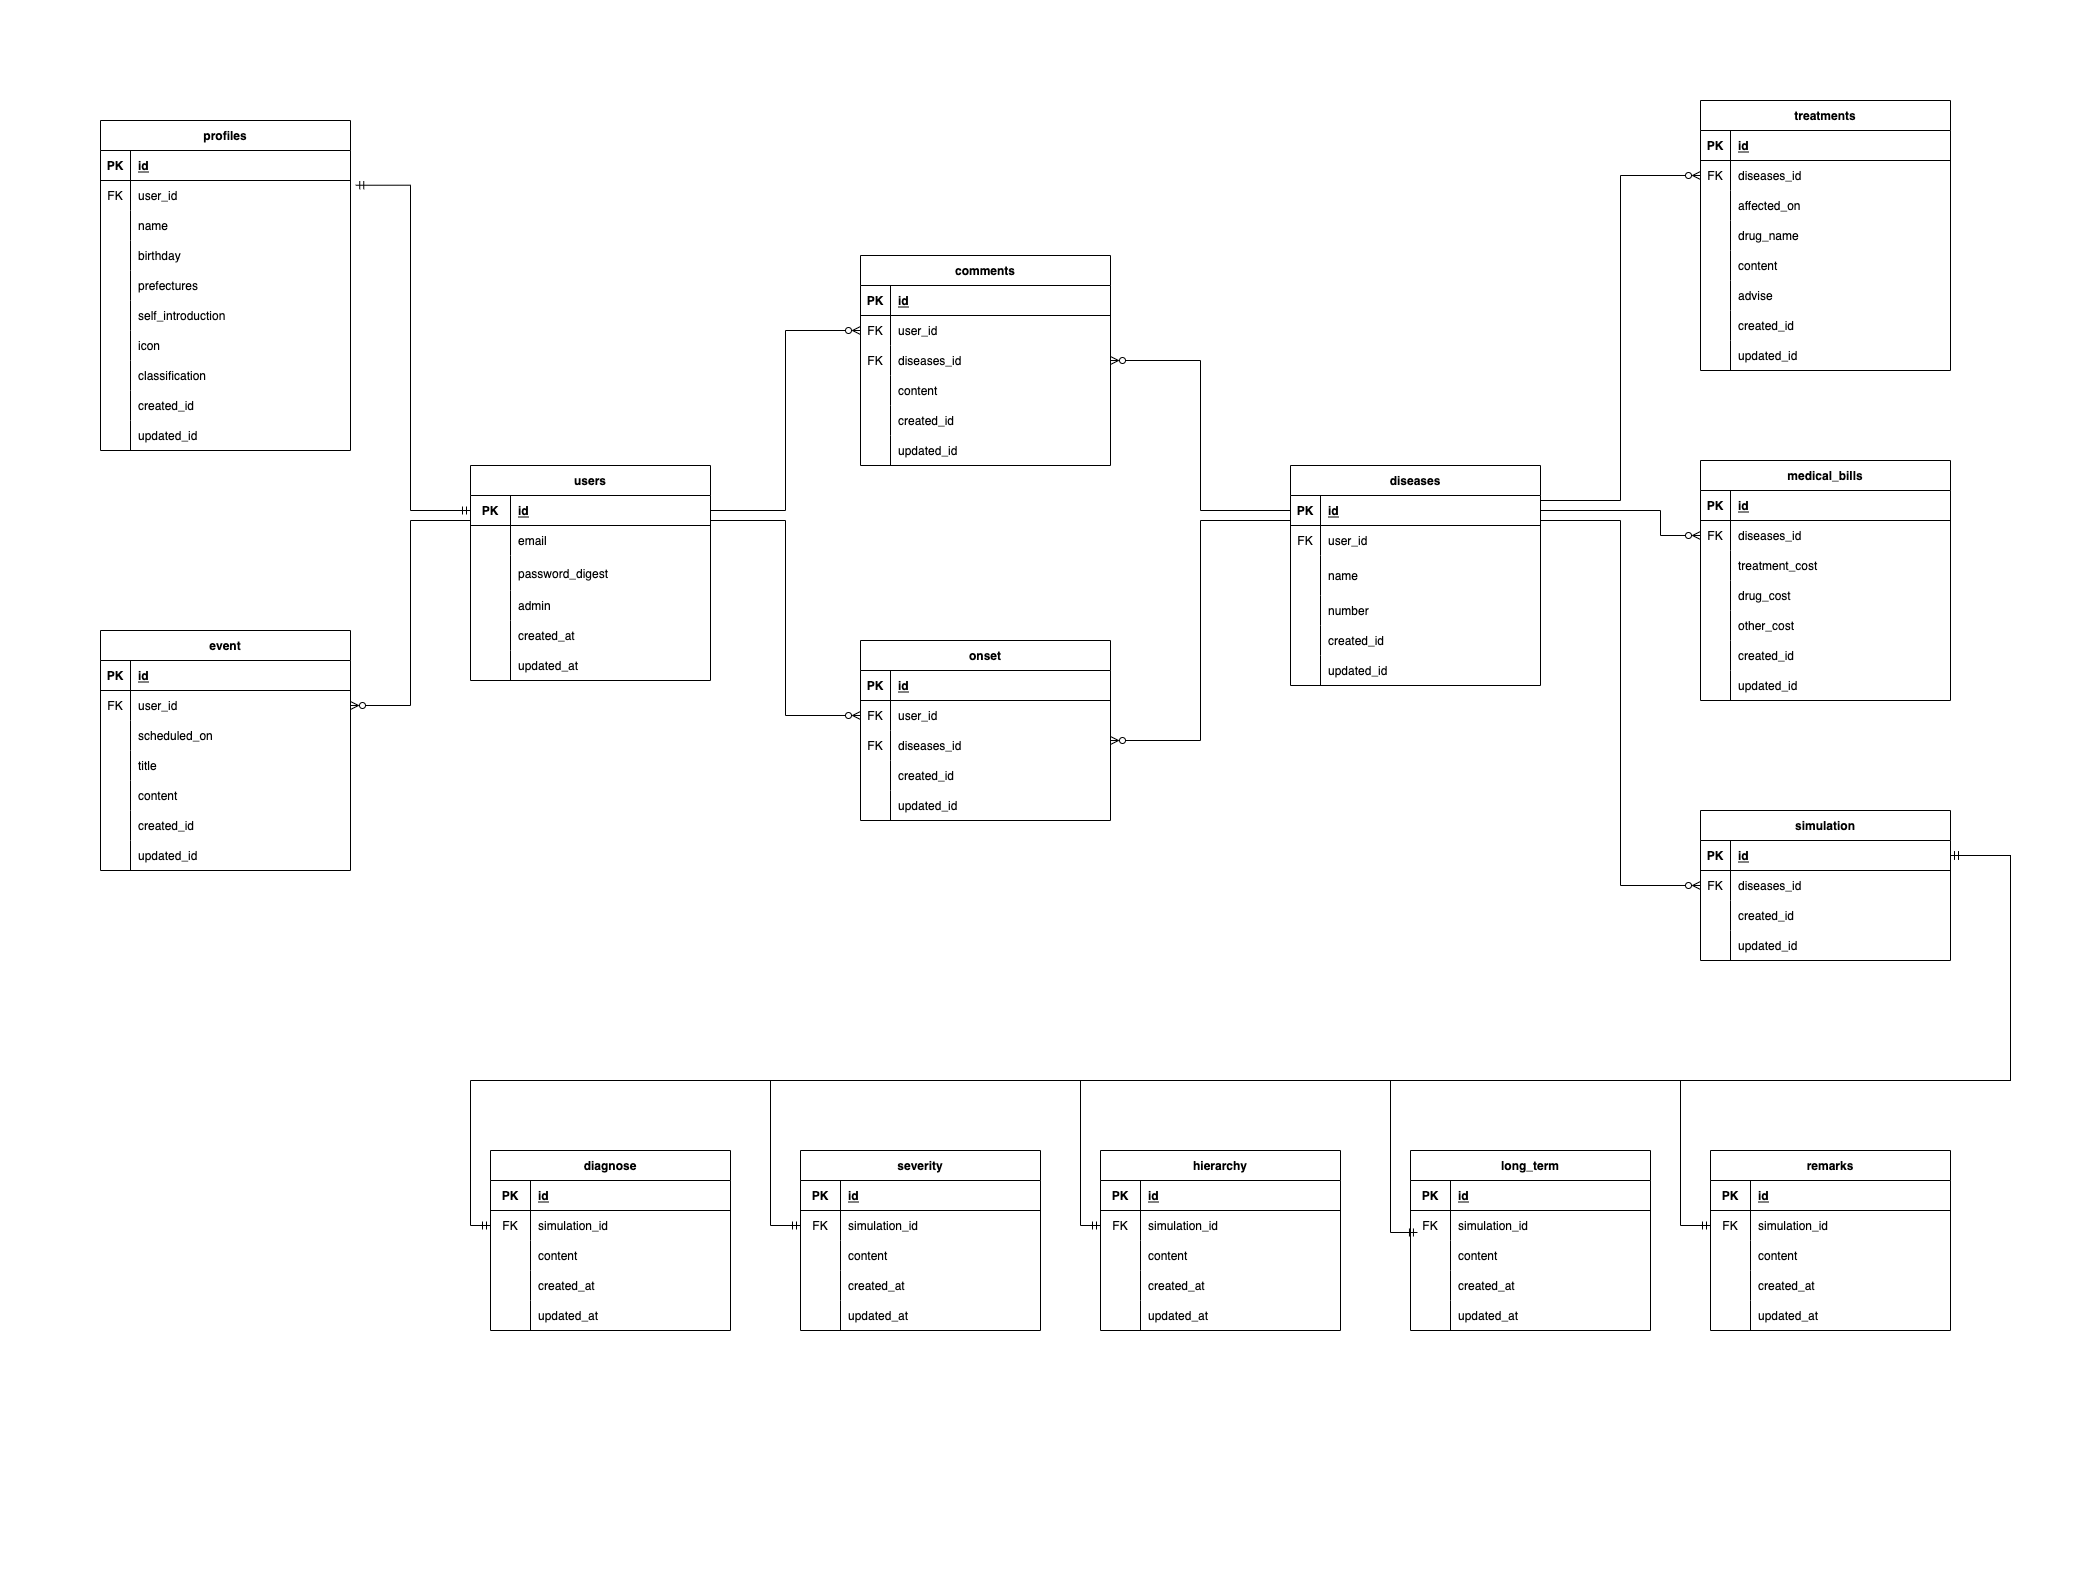 profiles
PK id
FK user_id
name
birthday
prefectures
self_introduction
icon
classification
created_id
updated_id
event
PK id
FK user_id
scheduled_on
title
content
created_id
updated_id
users
PK id
email
password_digest
admin
created_at
updated_at
comments
PK id
FK user_id
FK diseases_id
content
created_id
updated_id
onset
PK id
FK user_id
FK diseases_id
created_id
updated_id
diseases
PK id
FK user_id
name
number
created_id
updated_id
treatments
PK id
FK diseases_id
affected_on
drug_name
content
advise
created_id
updated_id
medical_bills
PK id
FK diseases_id
treatment_cost
drug_cost
other_cost
created_id
updated_id
simulation
PK id
FK diseases_id
created_id
updated_id
diagnose
PK id
FK simulation_id
content
created_at
updated_at
severity
PK id
FK simulation_id
content
created_at
updated_at
hierarchy
PK id
FK simulation_id
content
created_at
updated_at
long_term
PK id
FK simulation_id
content
created_at
updated_at
remarks
PK id
FK simulation_id
content
created_at
updated_at